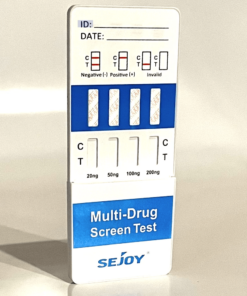 ID:
DATE:
C T C T C T
Negative (-) Positive (+) Invalid
C C
T T
20ng 50ng 100ng 200ng
Multi-Drug
Screen Test
SEJOY